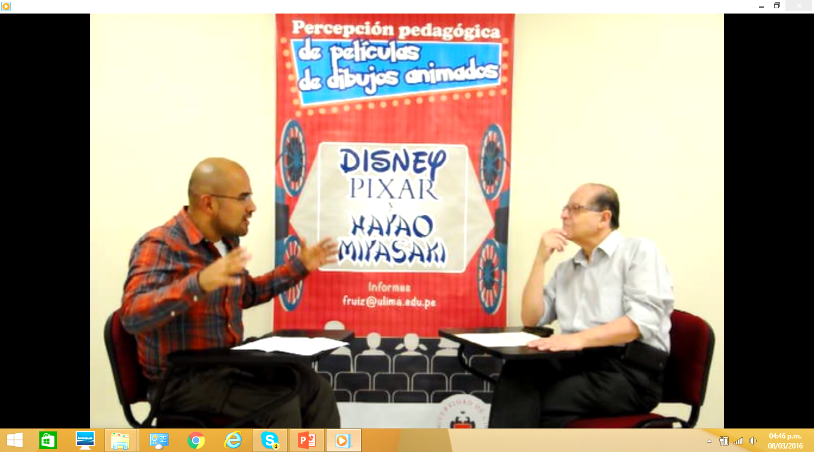 Percepción pedagógica
de películas
de dibujos animados
DISNEY
PIXAR
HAYAO
MIYASAKI
Informes
fruiz@ulima.edu.pe
04:46 p.m.
08/03/2016